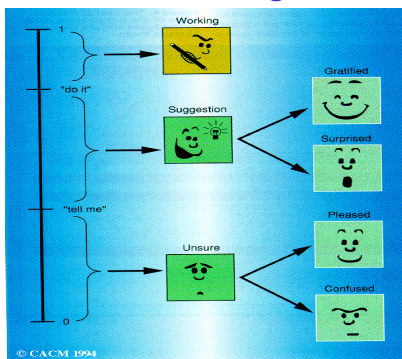 Working
1
Gratified
"do it"
Suggestion
Surprised
"tell me"
Pleased
Unsure
Confused
0
© CACM 1994